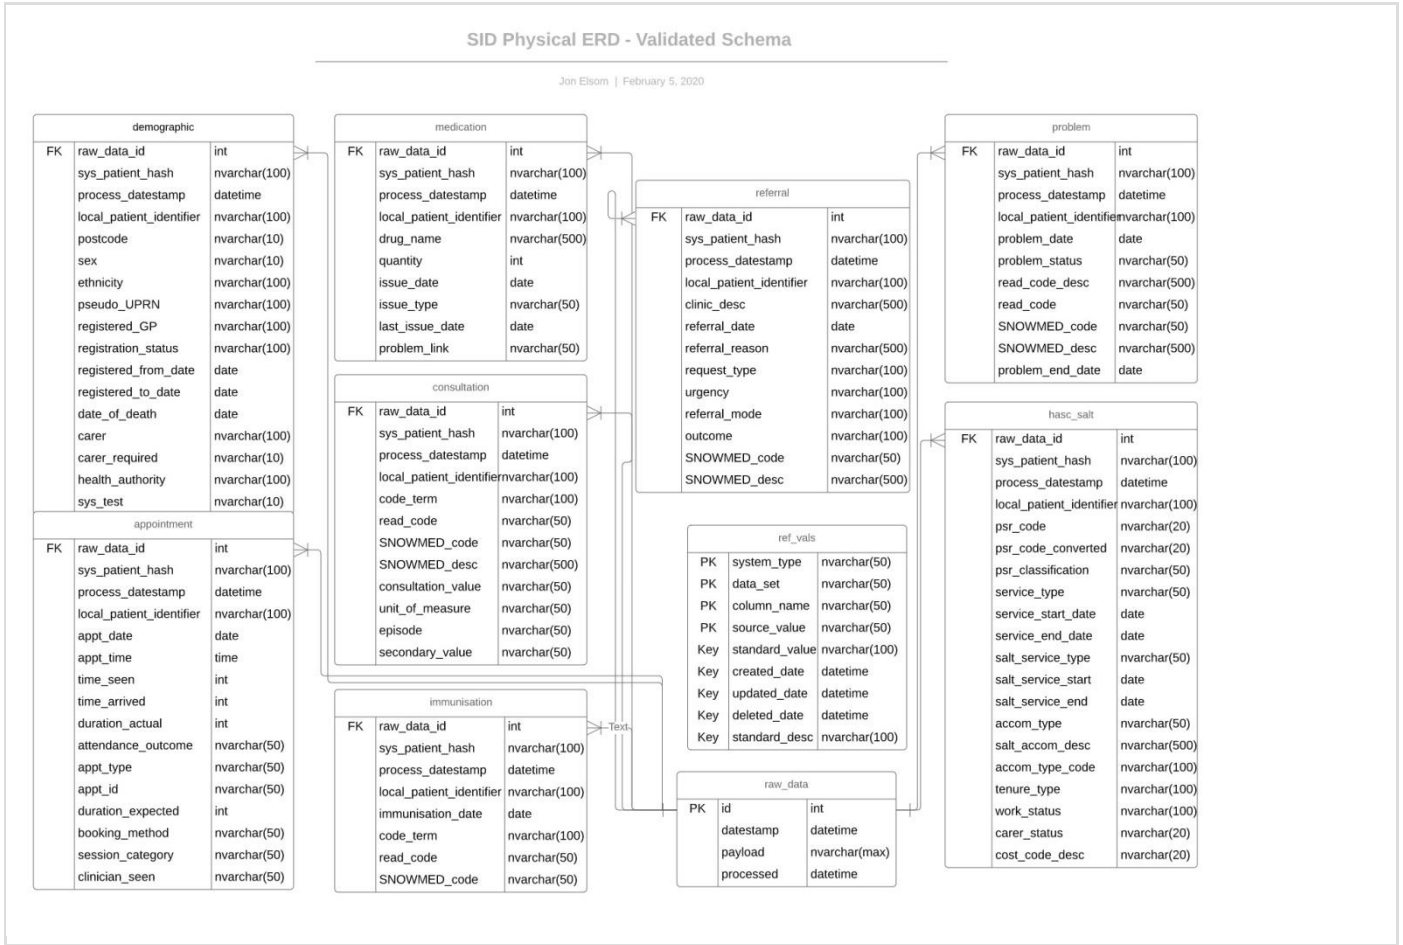 SID Physical ERD - Validated Schema
Jon Elsom | February 5, 2020
demographic
FK raw_data_id int
sys_patient_hash nvarchar(100)
process_datestamp datetime
local_patient_identifier nvarchar(100)
postcode nvarchar(10)
sex nvarchar(10)
ethnicity nvarchar(100)
pseudo_UPRN nvarchar(100)
registered_GP nvarchar(100)
registration_status nvarchar(100)
registered_from_date date
registered_to_date date
date_of_death date
carer nvarchar(100)
carer_required nvarchar(10)
health_authority nvarchar(100)
sys_test nvarchar(10)
appointment
FK raw_data_id int
sys_patient_hash nvarchar(100)
process_datestamp datetime
local_patient_identifier nvarchar(100)
appt_date date
appt_time time
time_seen int
time_arrived int
duration_actual int
attendance_outcome nvarchar(50)
appt_type nvarchar(50)
appt_id nvarchar(50)
duration_expected int
booking_method nvarchar(50)
session_category nvarchar(50)
clinician_seen nvarchar(50)
medication
FK raw_data_id int
sys_patient_hash nvarchar(100)
process_datestamp datetime
local_patient_identifier nvarchar(100)
drug_name nvarchar(500)
quantity int
issue_date date
issue_type nvarchar(50)
last_issue_date date
problem_link nvarchar(50)
consultation
FK raw_data_id int
sys_patient_hash nvarchar(100)
process_datestamp datetime
local_patient_identifier nvarchar(100)
code_term nvarchar(100)
read_code nvarchar(50)
SNOWMED_code nvarchar(50)
SNOWMED_desc nvarchar(500)
consultation_value nvarchar(50)
unit_of_measure nvarchar(50)
episode nvarchar(50)
secondary_value nvarchar(50)
immunisation
FK raw_data_id int
sys_patient_hash nvarchar(100)
process_datestamp datetime
local_patient_identifier nvarchar(100)
immunisation_date date
code_term nvarchar(100)
read_code nvarchar(50)
SNOWMED_code nvarchar(50)
Text
referral
FK raw_data_id int
sys_patient_hash nvarchar(100)
process_datestamp datetime
local_patient_identifier nvarchar(100)
clinic_desc nvarchar(500)
referral_date date
referral_reason nvarchar(500)
request_type nvarchar(100)
urgency nvarchar(100)
referral_mode nvarchar(100)
outcome nvarchar(100)
SNOWMED_code nvarchar(50)
SNOWMED_desc nvarchar(500)
ref_vals
PK system_type nvarchar(50)
PK data_set nvarchar(50)
PK column_name nvarchar(50)
PK source_value nvarchar(50)
Key standard_value nvarchar(100)
Key created_date datetime
Key updated_date datetime
Key deleted_date datetime
Key standard_desc nvarchar(100)
raw_data
PK id int
datestamp datetime
payload nvarchar(max)
processed datetime
problem
FK raw_data_id int
sys_patient_hash nvarchar(100)
process_datestamp datetime
local_patient_identifier nvarchar(100)
problem_date date
problem_status nvarchar(50)
read_code_desc nvarchar(500)
read_code nvarchar(50)
SNOWMED_code nvarchar(50)
SNOWMED_desc nvarchar(500)
problem_end_date date
hasc_salt
FK raw_data_id int
sys_patient_hash nvarchar(100)
process_datestamp datetime
local_patient_identifier nvarchar(100)
psr_code nvarchar(20)
psr_code_converted nvarchar(20)
psr_classification nvarchar(50)
service_type nvarchar(50)
service_start_date date
service_end_date date
salt_service_type nvarchar(50)
salt_service_start date
salt_service_end date
accom_type nvarchar(50)
salt_accom_desc nvarchar(500)
accom_type_code nvarchar(100)
tenure_type nvarchar(100)
work_status nvarchar(100)
carer_status nvarchar(20)
cost_code_desc nvarchar(20)